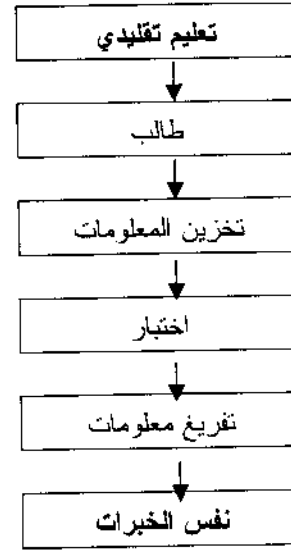 تعليم تقليدي
طالب
تخزين المعلومات
اختبار
تفريغ معلومات
نفس الخبرات